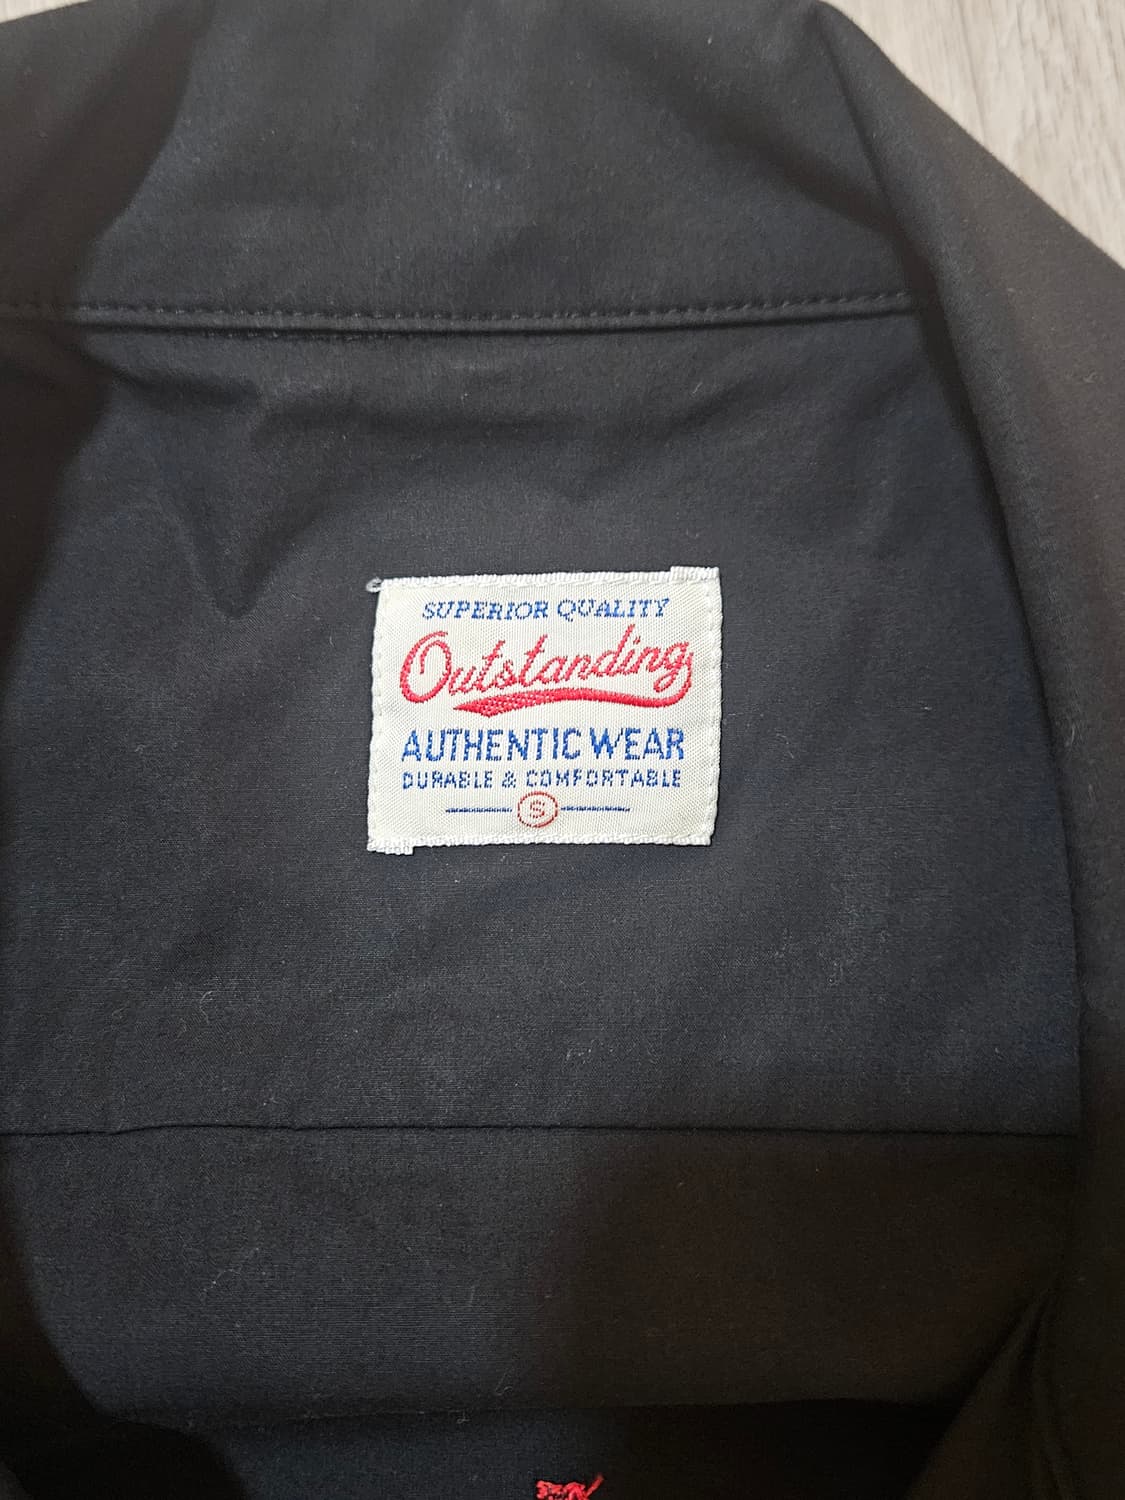 SUPERIOR QUALITY
Outstanding
AUTHENTIC WEAR
DURABLE & COMFORTABLE
S